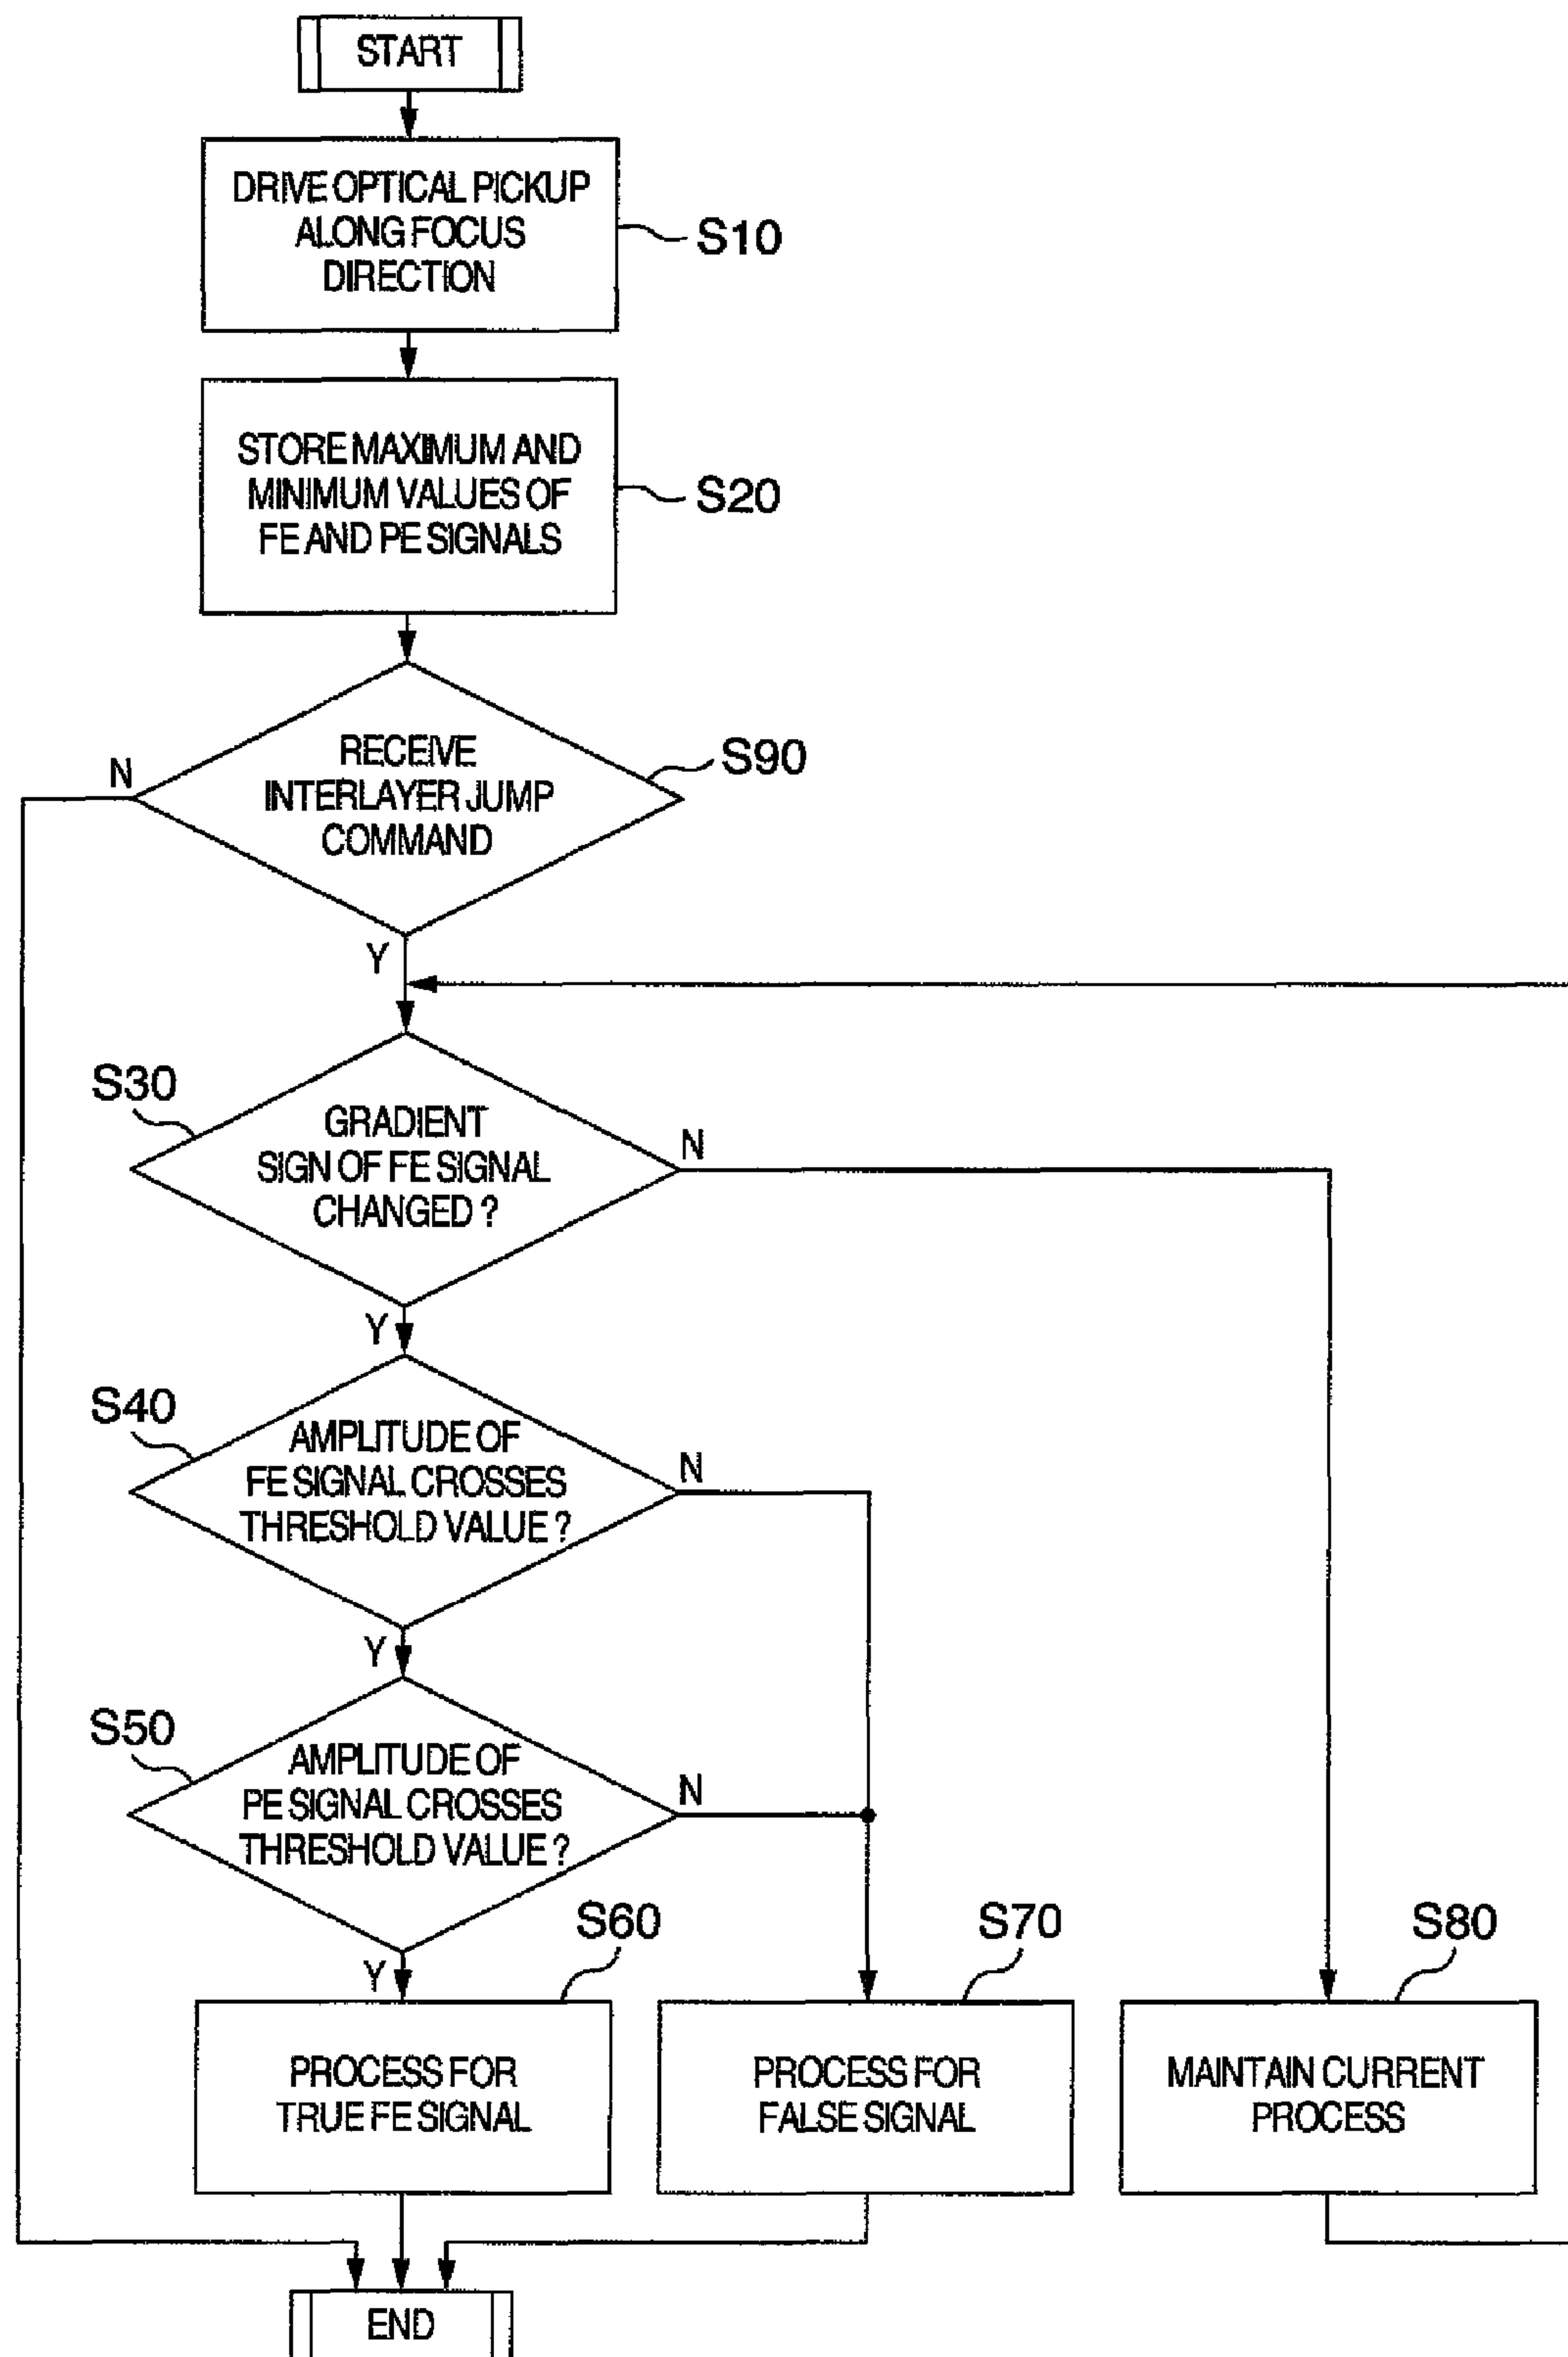 START
DRIVE OPTICAL PICKUP
ALONG FOCUS
DIRECTION
S10
STORE MAXIMUM AND
MINIMUM VALUES OF
FE AND PE SIGNALS
S20
RECEIVE
INTERLAYER JUMP
COMMAND
S90
N
Y
S30
GRADIENT
SIGN OF FE SIGNAL
CHANGED ?
N
Y
S40
AMPLITUDE OF
FE SIGNAL CROSSES
THRESHOLD VALUE ?
N
Y
S50
AMPLITUDE OF
PE SIGNAL CROSSES
THRESHOLD VALUE ?
N
Y
S60
PROCESS FOR
TRUE FE SIGNAL
S70
PROCESS FOR
FALSE SIGNAL
S80
MAINTAIN CURRENT
PROCESS
END